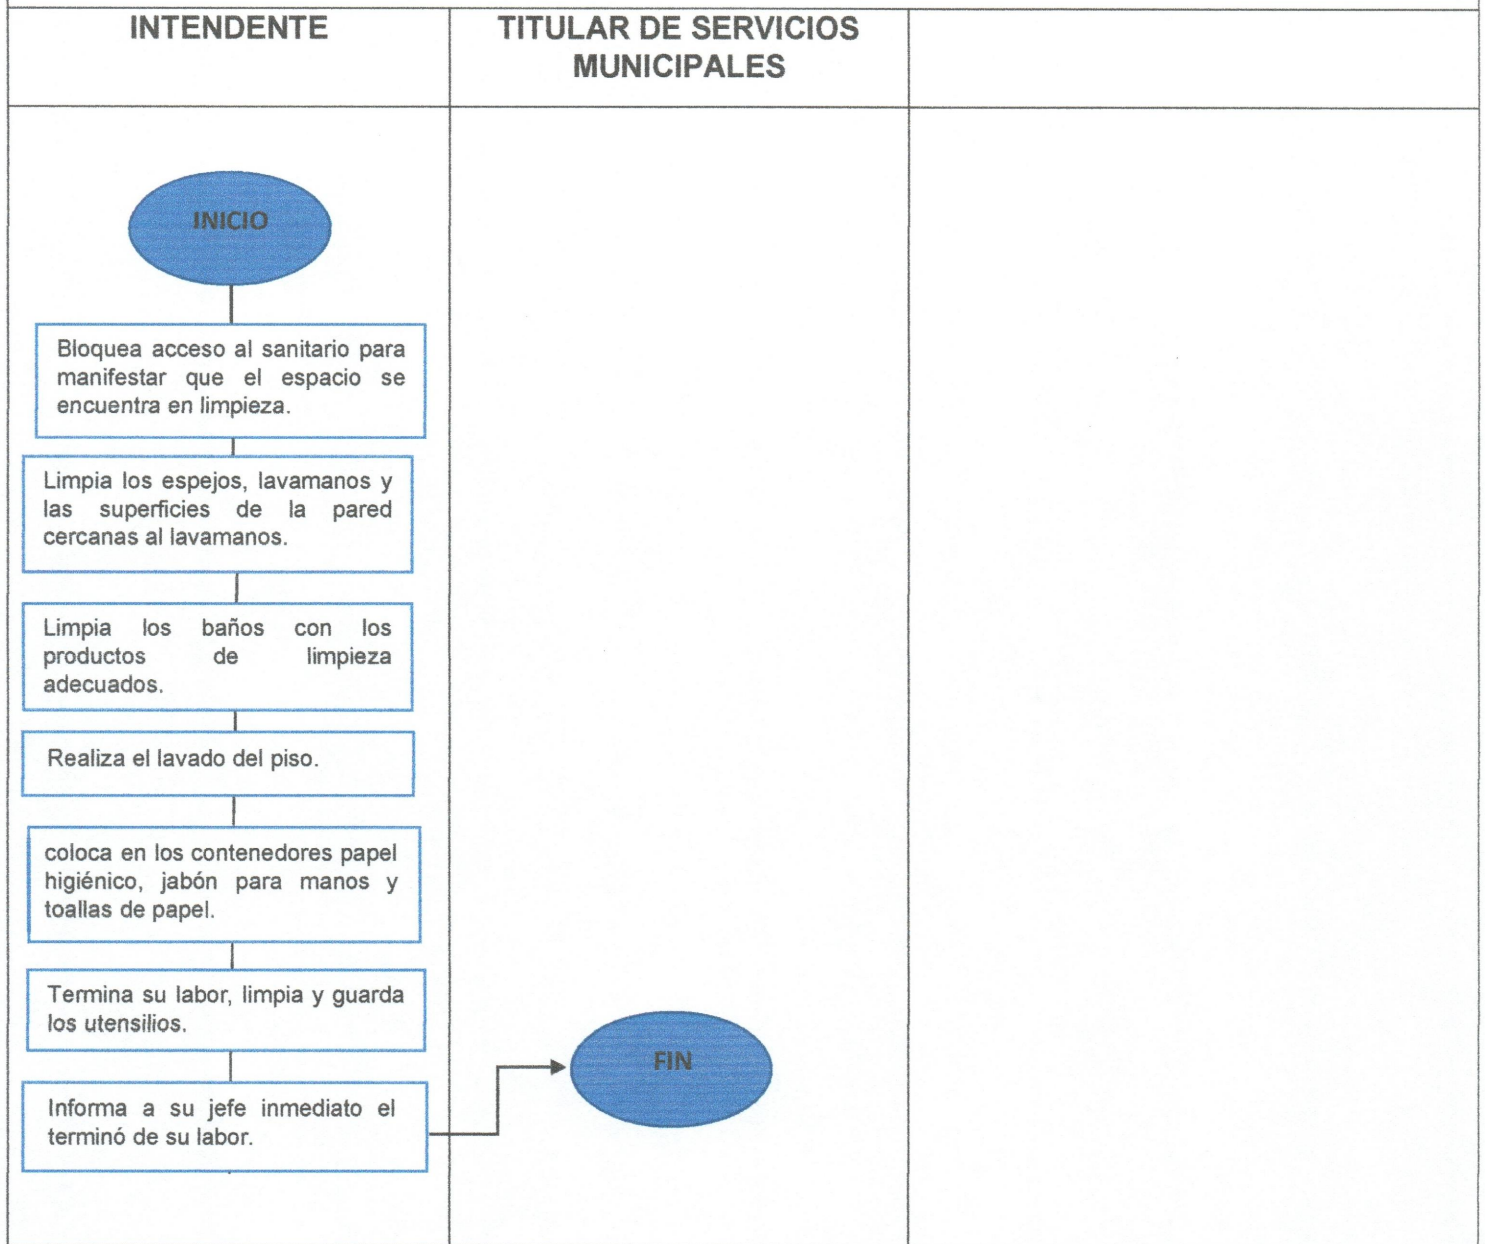 INTENDENTE
TITULAR DE SERVICIOS
MUNICIPALES
INICIO
Bloquea acceso al sanitario para
manifestar que el espacio se
encuentra en limpieza.
Limpia los espejos, lavamanos y
las superficies de la pared
cercanas al lavamanos.
Limpia los baños con los
productos de limpieza
adecuados.
Realiza el lavado del piso.
coloca en los contenedores papel
higiénico, jabón para manos y
toallas de papel.
Termina su labor, limpia y guarda
los utensilios.
Informa a su jefe inmediato el
terminó de su labor.
FIN